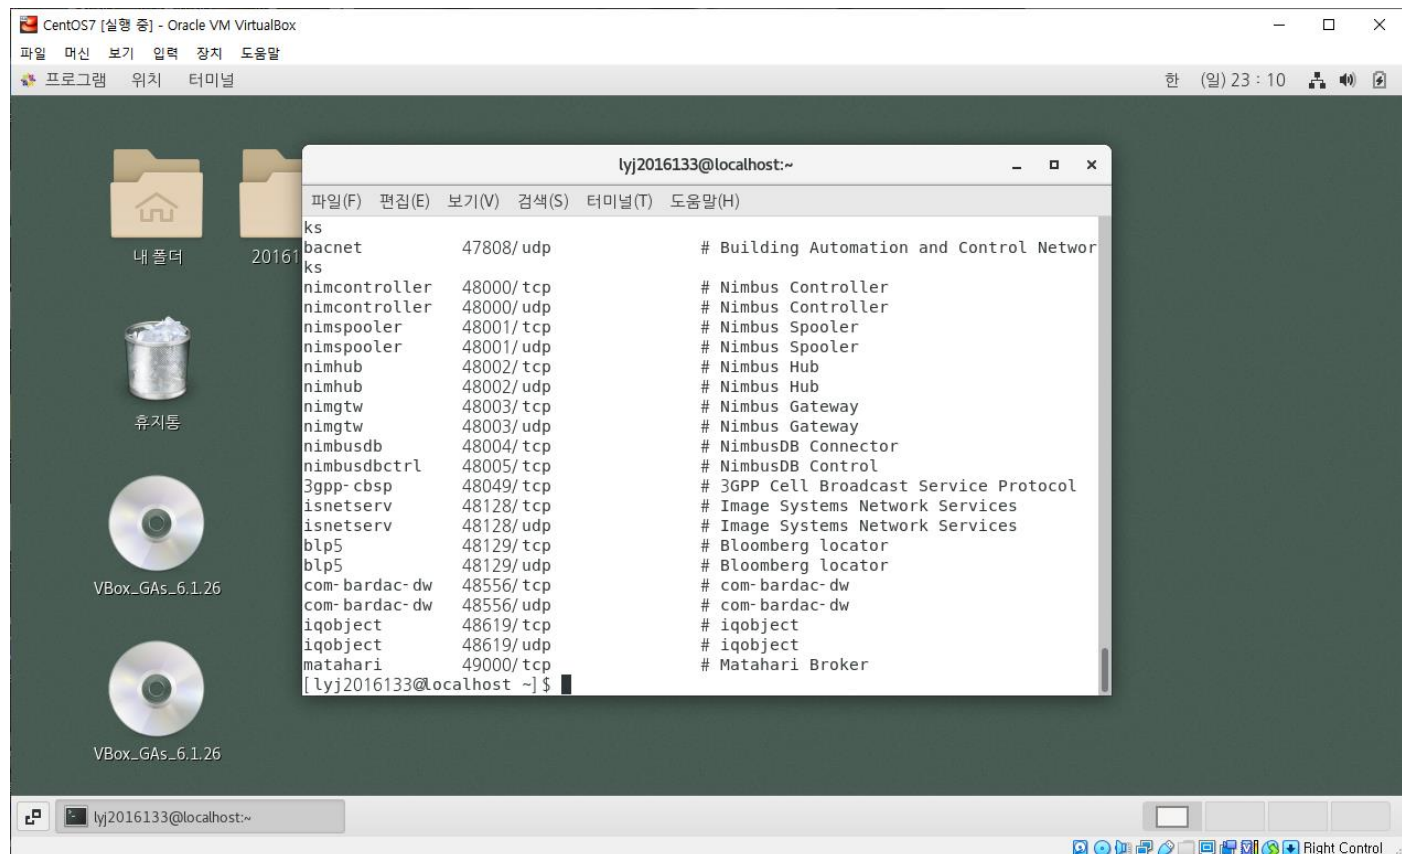 CentOS7 [실행 중] - Oracle VM VirtualBox
파일 머신 보기 입력 장치 도움말
프로그램 위치 터미널 한 (일) 23 : 10
lyj2016133@localhost:~
파일(F) 편집(E) 보기(V) 검색(S) 터미널(T) 도움말(H)
ks
bacnet 47808/udp # Building Automation and Control Networ
ks
nimcontroller 48000/tcp # Nimbus Controller
nimcontroller 48000/udp # Nimbus Controller
nimspooler 48001/tcp # Nimbus Spooler
nimspooler 48001/udp # Nimbus Spooler
nimhub 48002/tcp # Nimbus Hub
nimhub 48002/udp # Nimbus Hub
nimgtw 48003/tcp # Nimbus Gateway
nimgtw 48003/udp # Nimbus Gateway
nimbusdb 48004/tcp # NimbusDB Connector
nimbusdbctrl 48005/tcp # NimbusDB Control
3gpp-cbsp 48049/tcp # 3GPP Cell Broadcast Service Protocol
isnetserv 48128/tcp # Image Systems Network Services
isnetserv 48128/udp # Image Systems Network Services
blp5 48129/tcp # Bloomberg locator
blp5 48129/udp # Bloomberg locator
com-bardac-dw 48556/tcp # com-bardac-dw
com-bardac-dw 48556/udp # com-bardac-dw
iqobject 48619/tcp # iqobject
iqobject 48619/udp # iqobject
matahari 49000/tcp # Matahari Broker
[lyj2016133@localhost ~]$
내 폴더
20161
휴지통
VBox_GAs_6.1.26
VBox_GAs_6.1.26
lyj2016133@localhost:~
Right Control